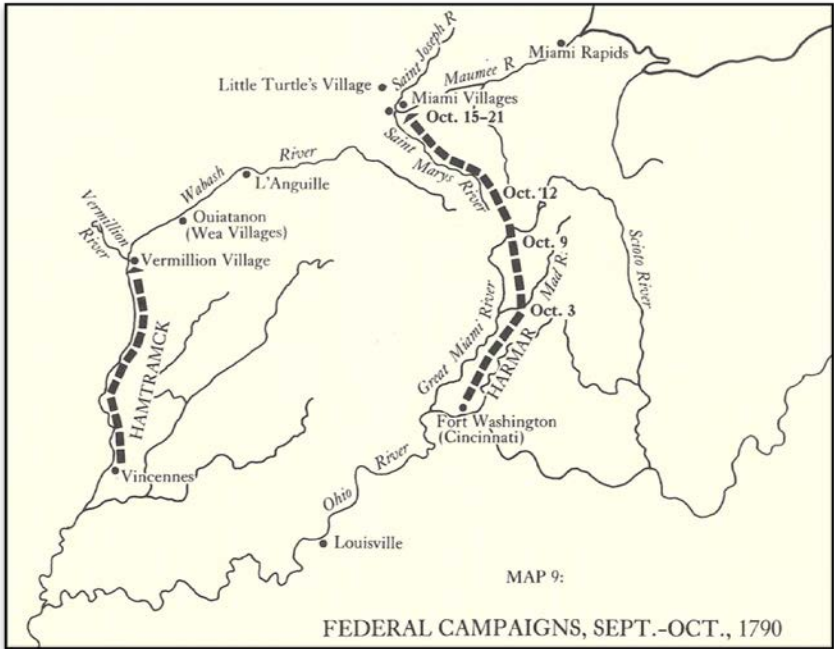 Saint Joseph R
Maumee R.
Miami Rapids
Little Turtle's Village
Miami Villages
Oct. 15–21
Saint Marys River
Wabash River
L'Anguille
Oct. 12
Vermillion River
Ouiatanon
(Wea Villages)
Oct. 9
Scioto River
Vermillion Village
Mad R.
Oct. 3
Great Miami River
HARMAR
HAMTRAMCK
Fort Washington
(Cincinnati)
Vincennes
Ohio River
Louisville
MAP 9:
FEDERAL CAMPAIGNS, SEPT.-OCT., 1790